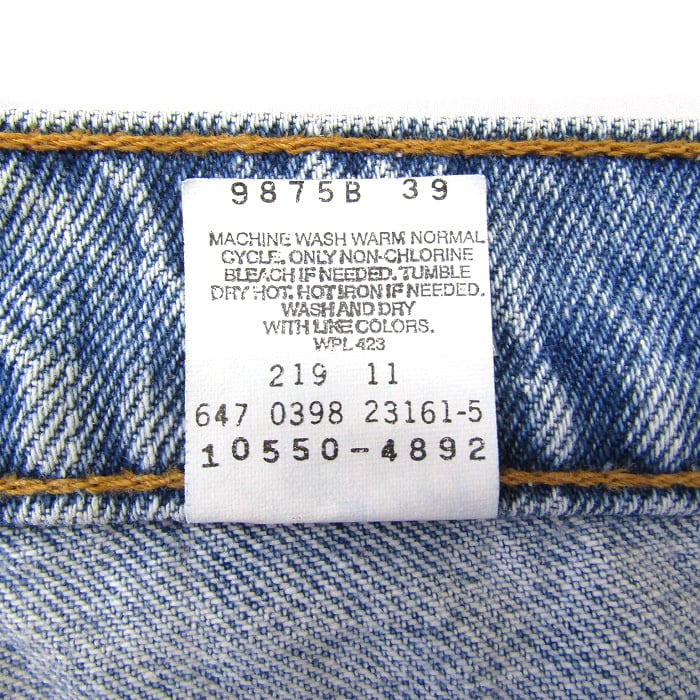 9875B 39
MACHINE WASH WARM NORMAL
CYCLE. ONLY NON-CHLORINE
BLEACH IF NEEDED. TUMBLE
DRY HOT. HOT IRON IF NEEDED.
WASH AND DRY
WITH LIKE COLORS.
WPL 423
219 11
647 0398 23161-5
10550-4892